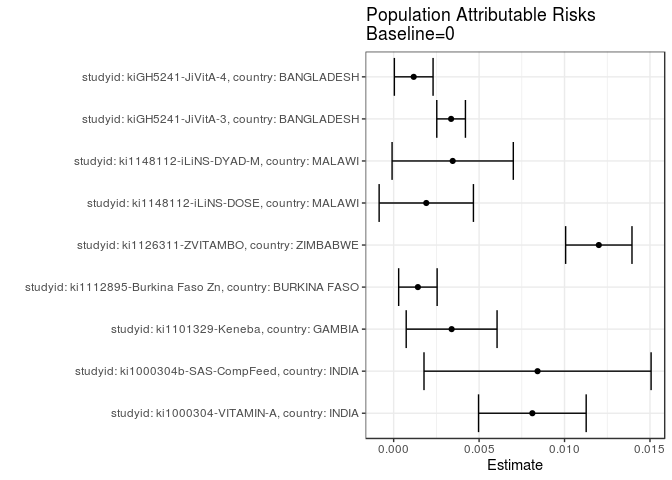 Population Attributable Risks
Baseline=0
studyid: kiGH5241-JiVitA-4, country: BANGLADESH
studyid: kiGH5241-JiVitA-3, country: BANGLADESH
studyid: ki1148112-iLiNS-DYAD-M, country: MALAWI
studyid: ki1148112-iLiNS-DOSE, country: MALAWI
studyid: ki1126311-ZVITAMBO, country: ZIMBABWE
studyid: ki1112895-Burkina Faso Zn, country: BURKINA FASO
studyid: ki1101329-Keneba, country: GAMBIA
studyid: ki1000304b-SAS-CompFeed, country: INDIA
studyid: ki1000304-VITAMIN-A, country: INDIA
0.000 0.005 0.010 0.015
Estimate